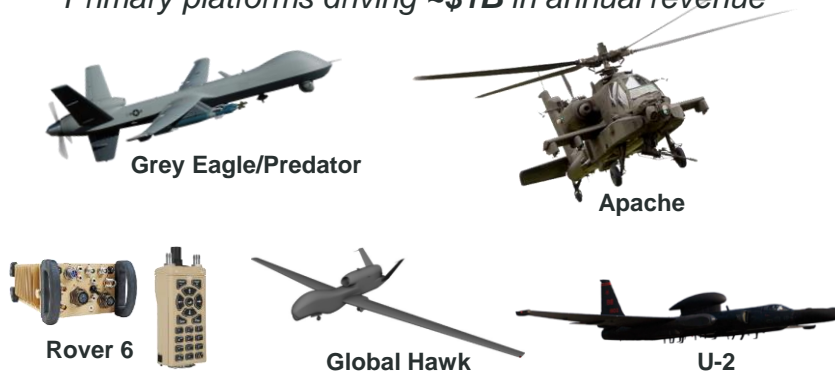 Primary platforms driving ~$1B in annual revenue
Grey Eagle/Predator
Apache
Rover 6
Global Hawk
U-2